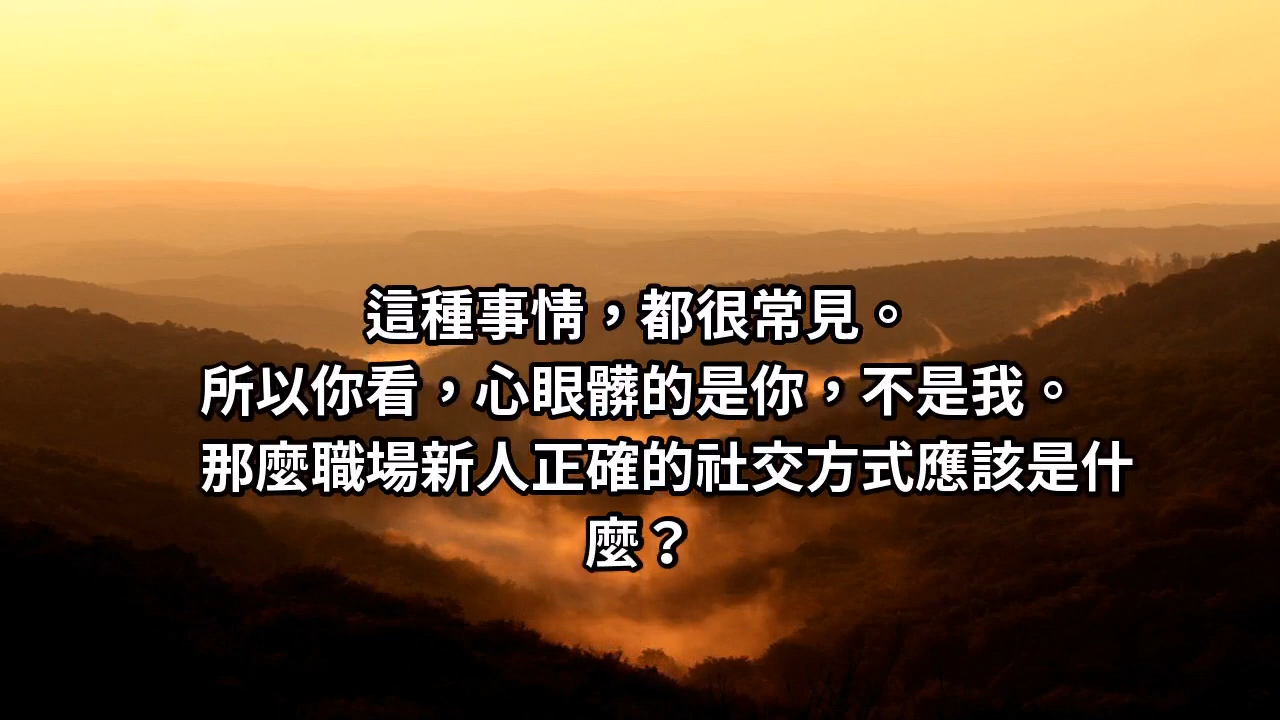 這種事情，都很常見。
所以你看，心眼髒的是你，不是我。
那麼職場新人正確的社交方式應該是什
麼？